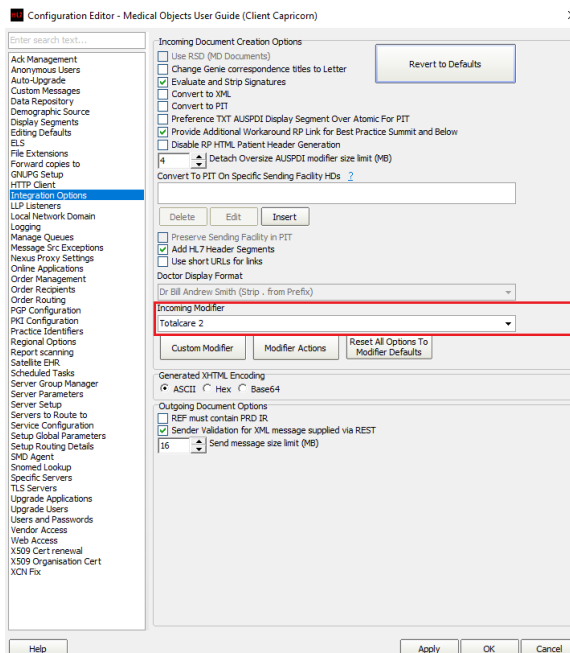 Configuration Editor - Medical Objects User Guide (Client Capricorn)
Enter search text...
Ack Management
Anonymous Users
Auto-Upgrade
Custom Messages
Data Repository
Demographic Source
Display Segments
Editing Defaults
ELS
File Extensions
Forward copies to
GNUPG Setup
HTTP Client
Integration Options
LLP Listeners
Local Network Domain
Logging
Manage Queues
Message Src Exceptions
Nexus Proxy Settings
Online Applications
Order Management
Order Recipients
Order Routing
PGP Configuration
PKI Configuration
Practice Identifiers
Regional Options
Report scanning
Satellite EHR
Scheduled Tasks
Server Group Manager
Server Parameters
Server Setup
Servers to Route to
Service Configuration
Setup Global Parameters
Setup Routing Details
SMD Agent
Snomed Lookup
Specific Servers
TLS Servers
Upgrade Applications
Upgrade Users
Users and Passwords
Vendor Access
Web Access
X509 Cert renewal
X509 Organisation Cert
XCN Fix
Incoming Document Creation Options
Use RSD (MD Documents)
Revert to Defaults
Change Genie correspondence titles to Letter
Evaluate and Strip Signatures
Convert to XML
Convert to PIT
Preference TXT AUSPDI Display Segment Over Atomic For PIT
Provide Additional Workaround RP Link for Best Practice Summit and Below
Disable RP HTML Patient Header Generation
4 Detach Oversize AUSPDI modifier size limit (MB)
Convert To PIT On Specific Sending Facility HDs ?
Delete Edit Insert
Preserve Sending Facility in PIT
Add HL7 Header Segments
Use short URLs for links
Doctor Display Format
Dr Bill Andrew Smith (Strip . from Prefix)
Incoming Modifier
Totalcare 2
Custom Modifier Modifier Actions Reset All Options To
Modifier Defaults
Generated XHTML Encoding
ASCII Hex Base64
Outgoing Document Options
REF must contain PRD IR
Sender Validation for XML message supplied via REST
16 Send message size limit (MB)
Help Apply OK Cancel